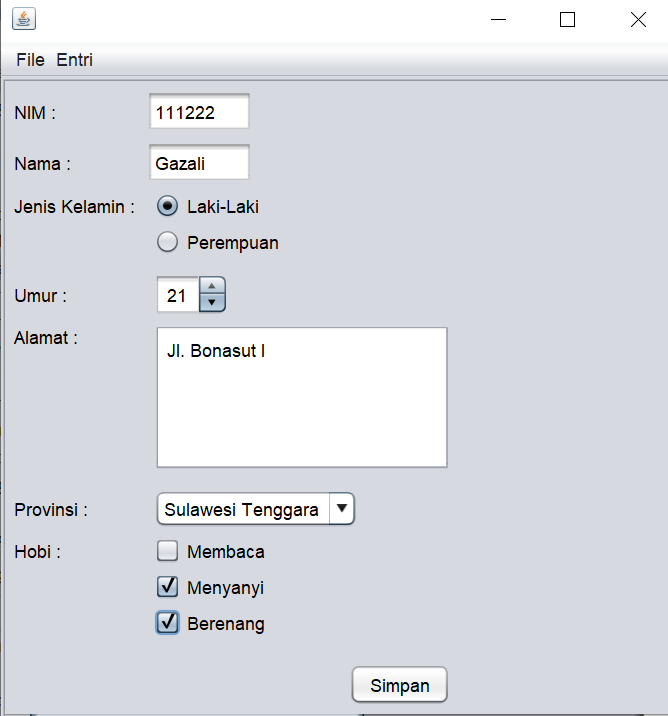 File Entri
NIM : 111222
Nama : Gazali
Jenis Kelamin : Laki-Laki
Perempuan
Umur : 21
Alamat : Jl. Bonasut I
Provinsi : Sulawesi Tenggara
Hobi : Membaca
Menyanyi
Berenang
Simpan